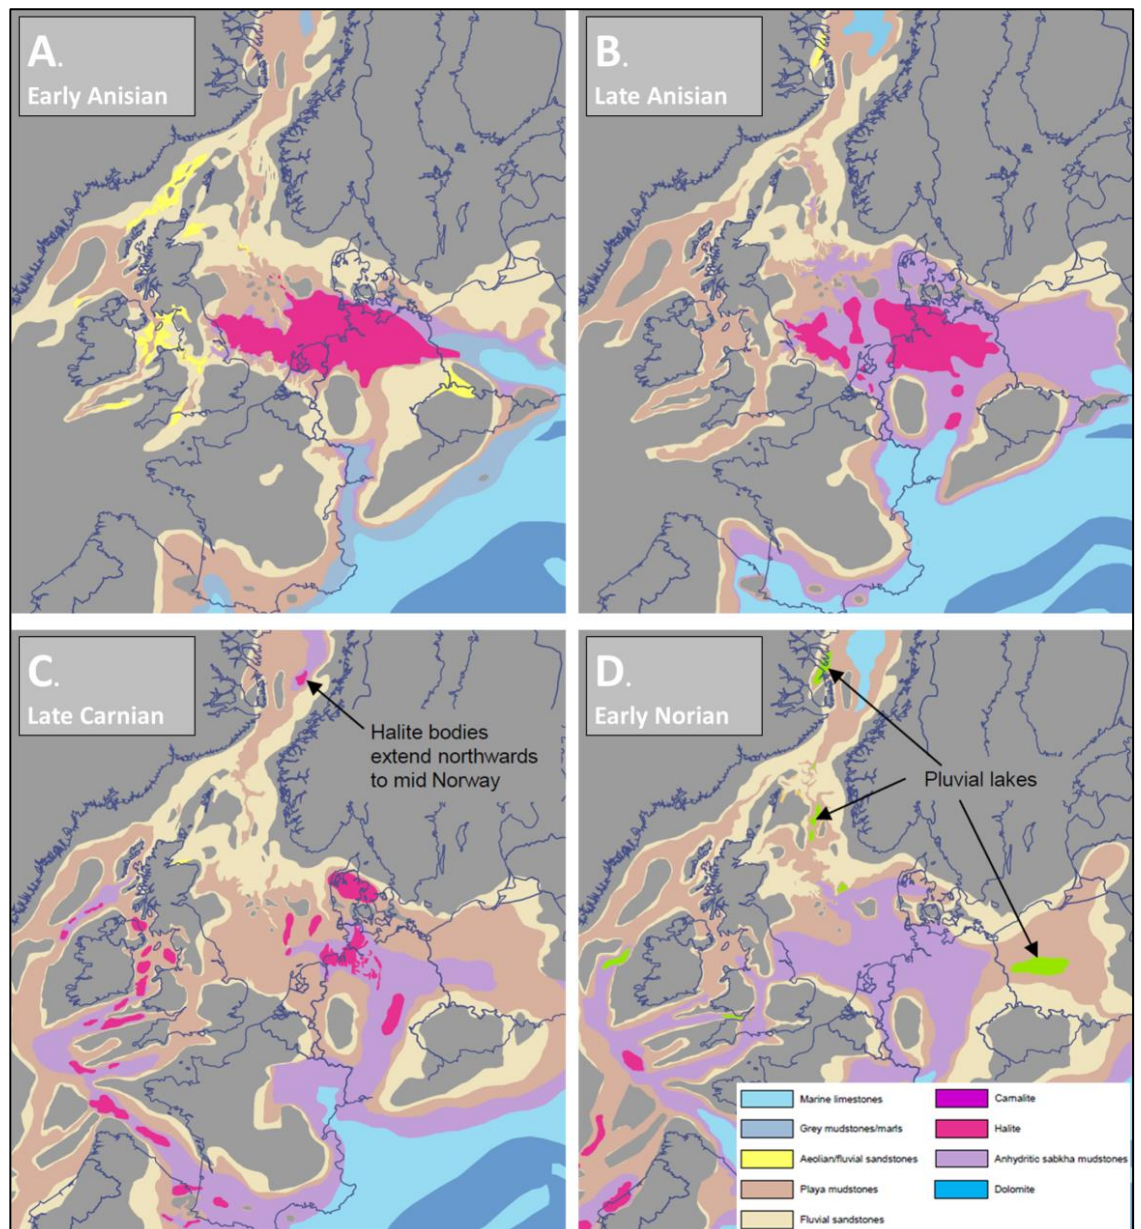 A.
Early Anisian
B.
Late Anisian
C.
Late Carnian
Halite bodies
extend northwards
to mid Norway
D.
Early Norian
Pluvial lakes
Marine limestones
Grey mudstones/marls
Aeolian/fluvial sandstones
Playa mudstones
Fluvial sandstones
Carnalite
Halite
Anhydritic sabkha mudstones
Dolomite